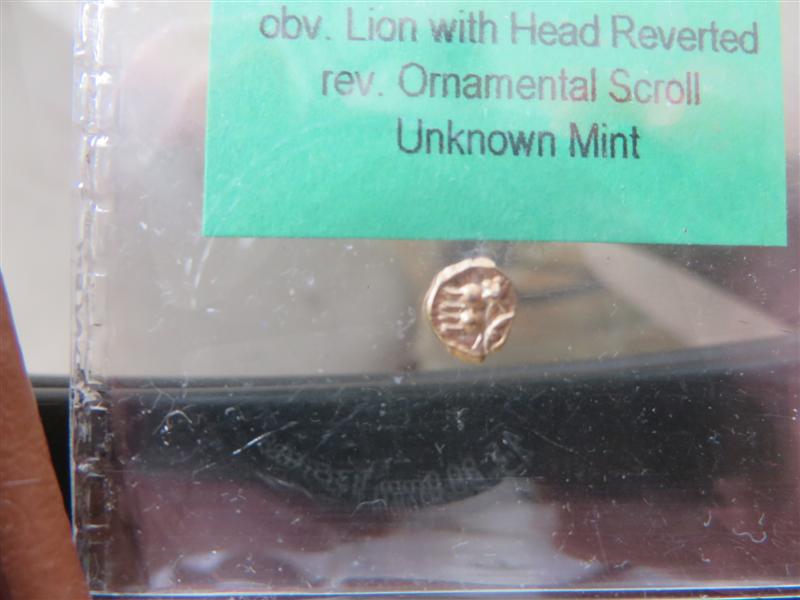 obv. Lion with Head Reverted
rev. Ornamental Scroll
Unknown Mint